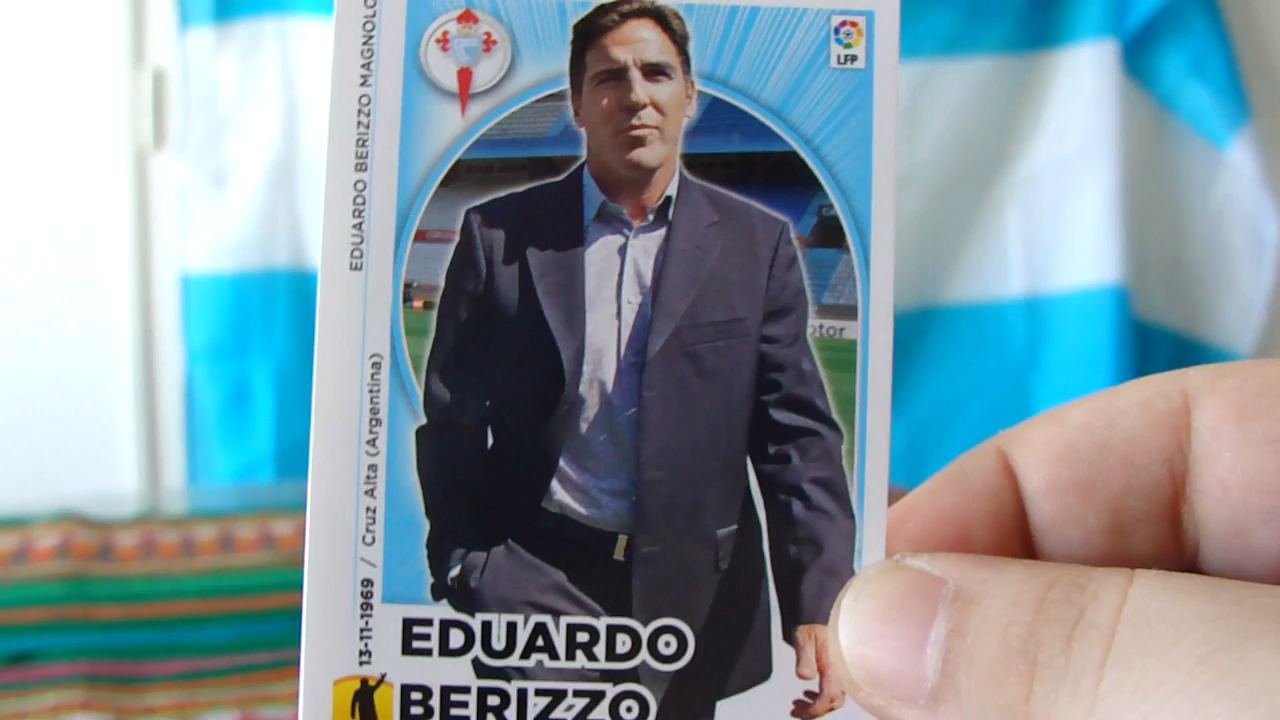 EDUARDO BERIZZO MAGNOLO
13-11-1969 / Cruz Alta (Argentina)
LFP
EDUARDO
BERIZZO